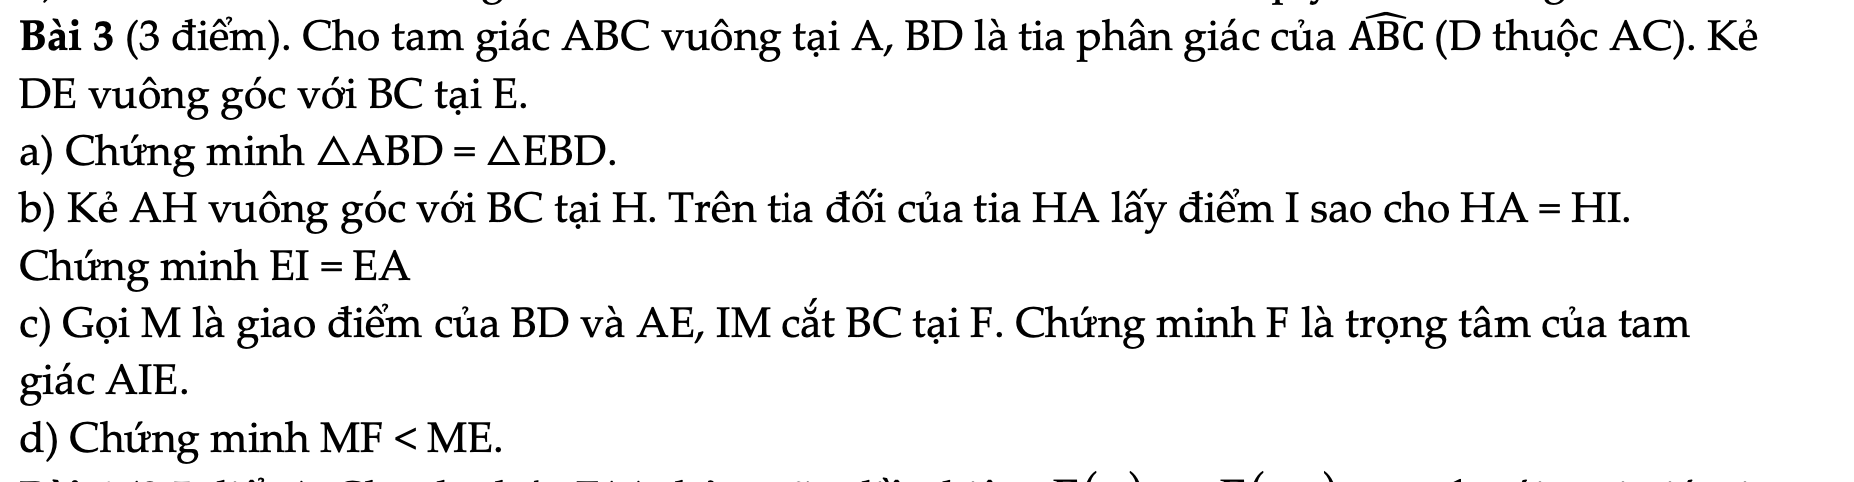 Bài 3 (3 điểm). Cho tam giác ABC vuông tại A, BD là tia phân giác của \widehat{ABC} (D thuộc AC). Kẻ
DE vuông góc với BC tại E.
a) Chứng minh △ABD = △EBD.
b) Kẻ AH vuông góc với BC tại H. Trên tia đối của tia HA lấy điểm I sao cho HA = HI.
Chứng minh EI = EA
c) Gọi M là giao điểm của BD và AE, IM cắt BC tại F. Chứng minh F là trọng tâm của tam
giác AIE.
d) Chứng minh MF < ME.